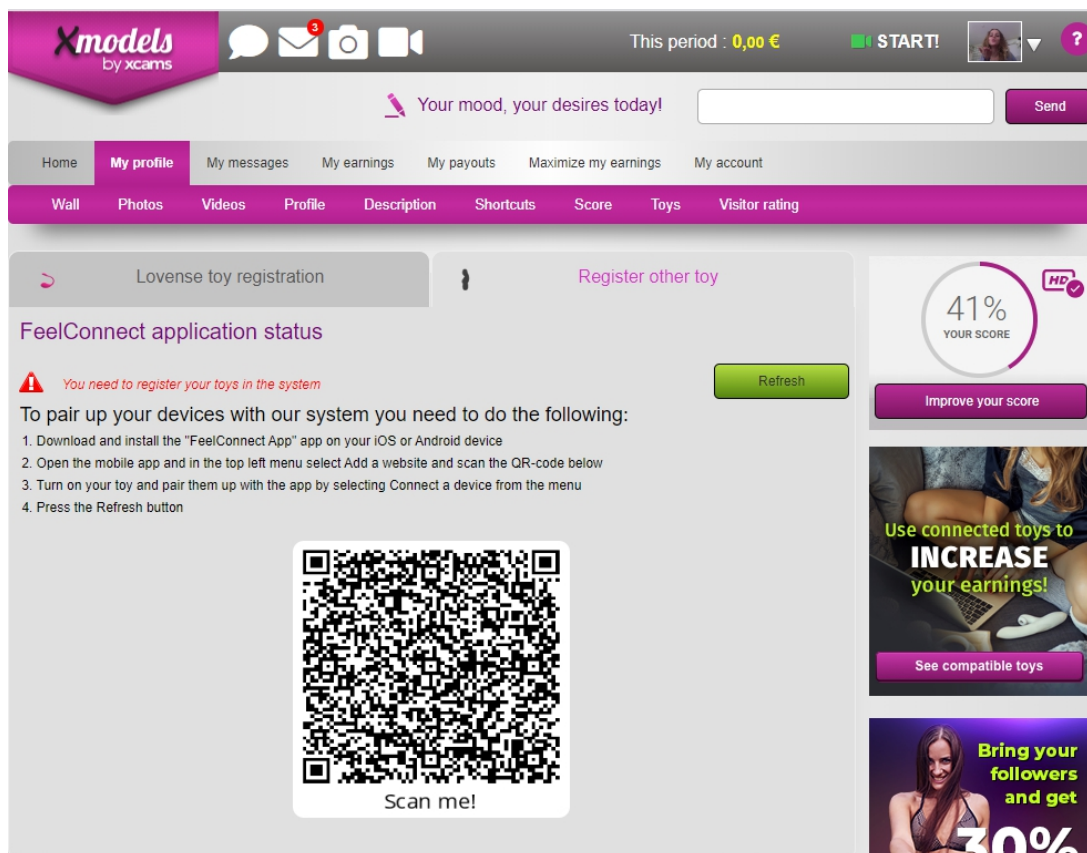 Xmodels
by xcams
3
This period : 0,00 €
START!
?
Your mood, your desires today!
Send
Home
My profile
My messages
My earnings
My payouts
Maximize my earnings
My account
Wall
Photos
Videos
Profile
Description
Shortcuts
Score
Toys
Visitor rating
Lovense toy registration
Register other toy
FeelConnect application status
You need to register your toys in the system
Refresh
To pair up your devices with our system you need to do the following:
1. Download and install the "FeelConnect App" app on your iOS or Android device
2. Open the mobile app and in the top left menu select Add a website and scan the QR-code below
3. Turn on your toy and pair them up with the app by selecting Connect a device from the menu
4. Press the Refresh button
Scan me!
41%
YOUR SCORE
HD
Improve your score
Use connected toys to
INCREASE
your earnings!
See compatible toys
Bring your
followers
and get
30%